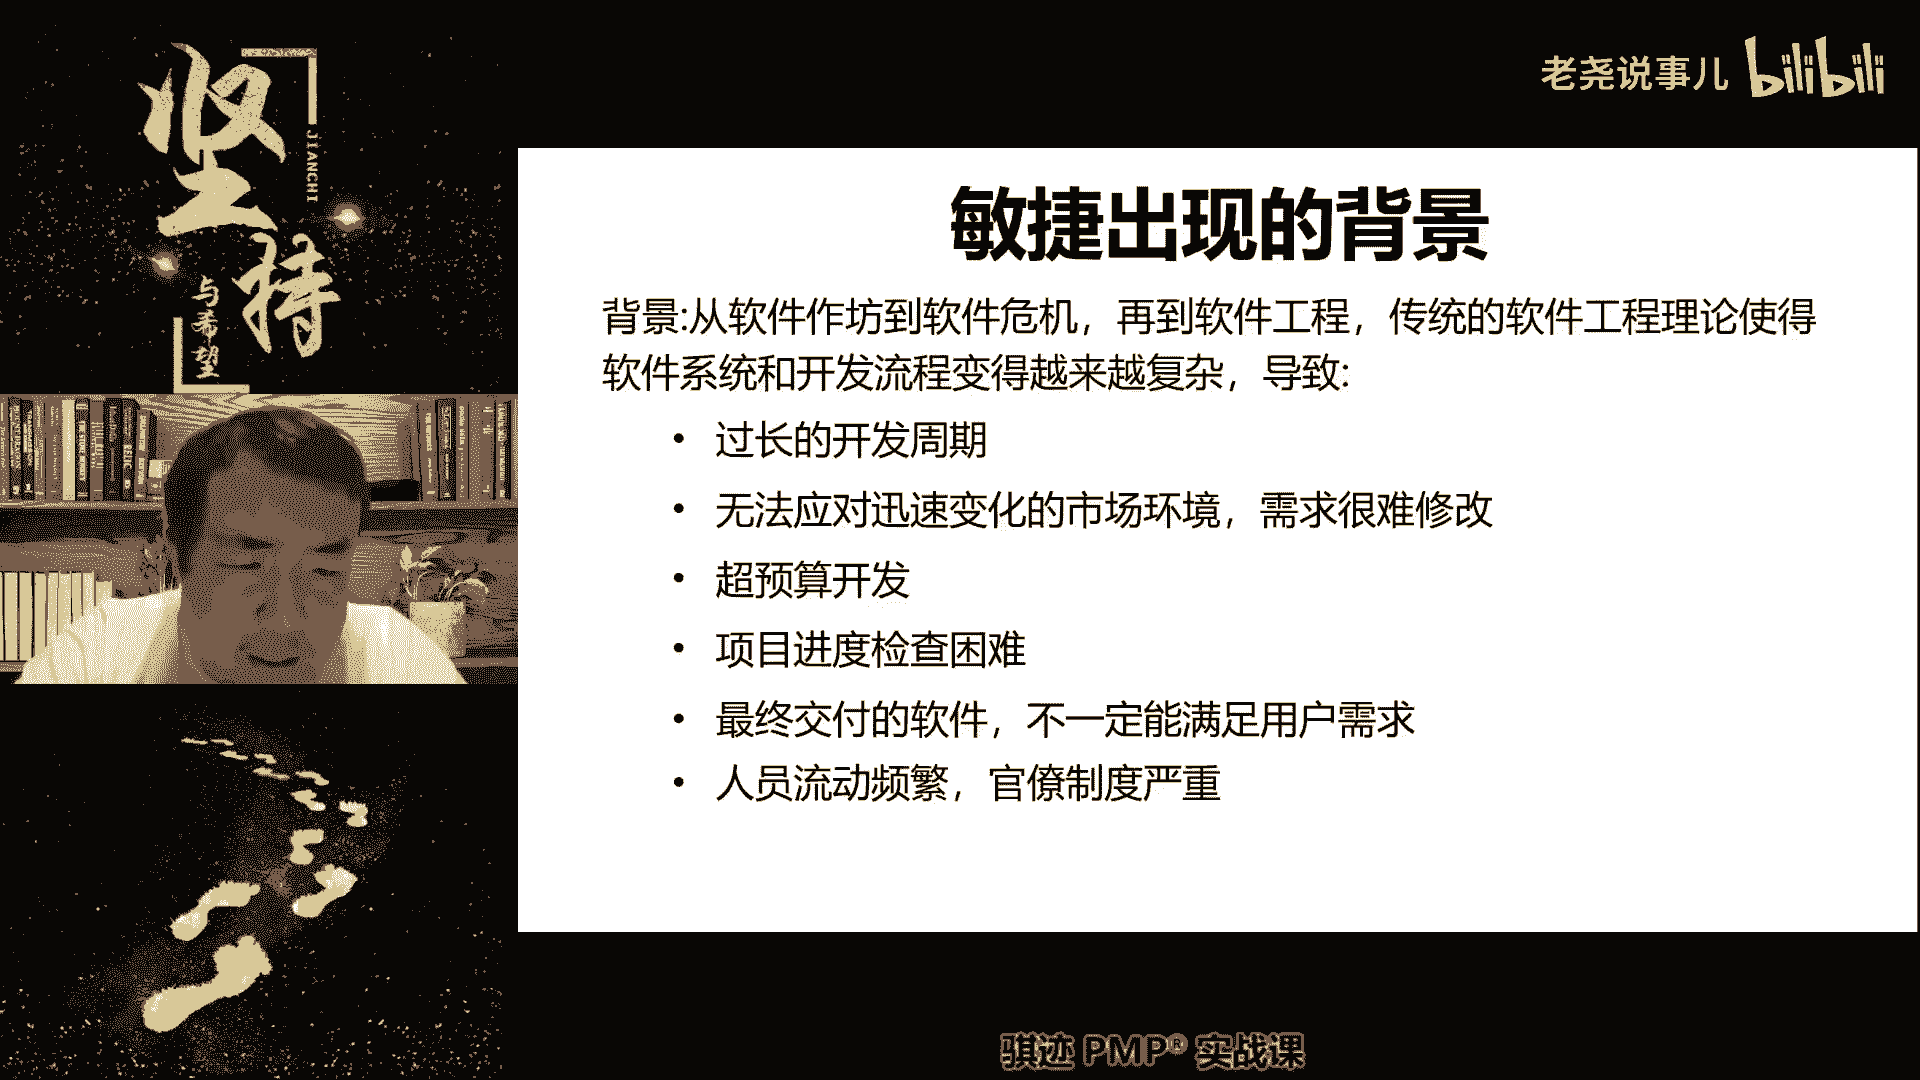 坚持
JIANCHI
与希望
老尧说事儿 bilibili
敏捷出现的背景
背景:从软件作坊到软件危机，再到软件工程，传统的软件工程理论使得
软件系统和开发流程变得越来越复杂，导致:
• 过长的开发周期
• 无法应对迅速变化的市场环境，需求很难修改
• 超预算开发
• 项目进度检查困难
• 最终交付的软件，不一定能满足用户需求
• 人员流动频繁，官僚制度严重
骐迹 PMP® 实战课